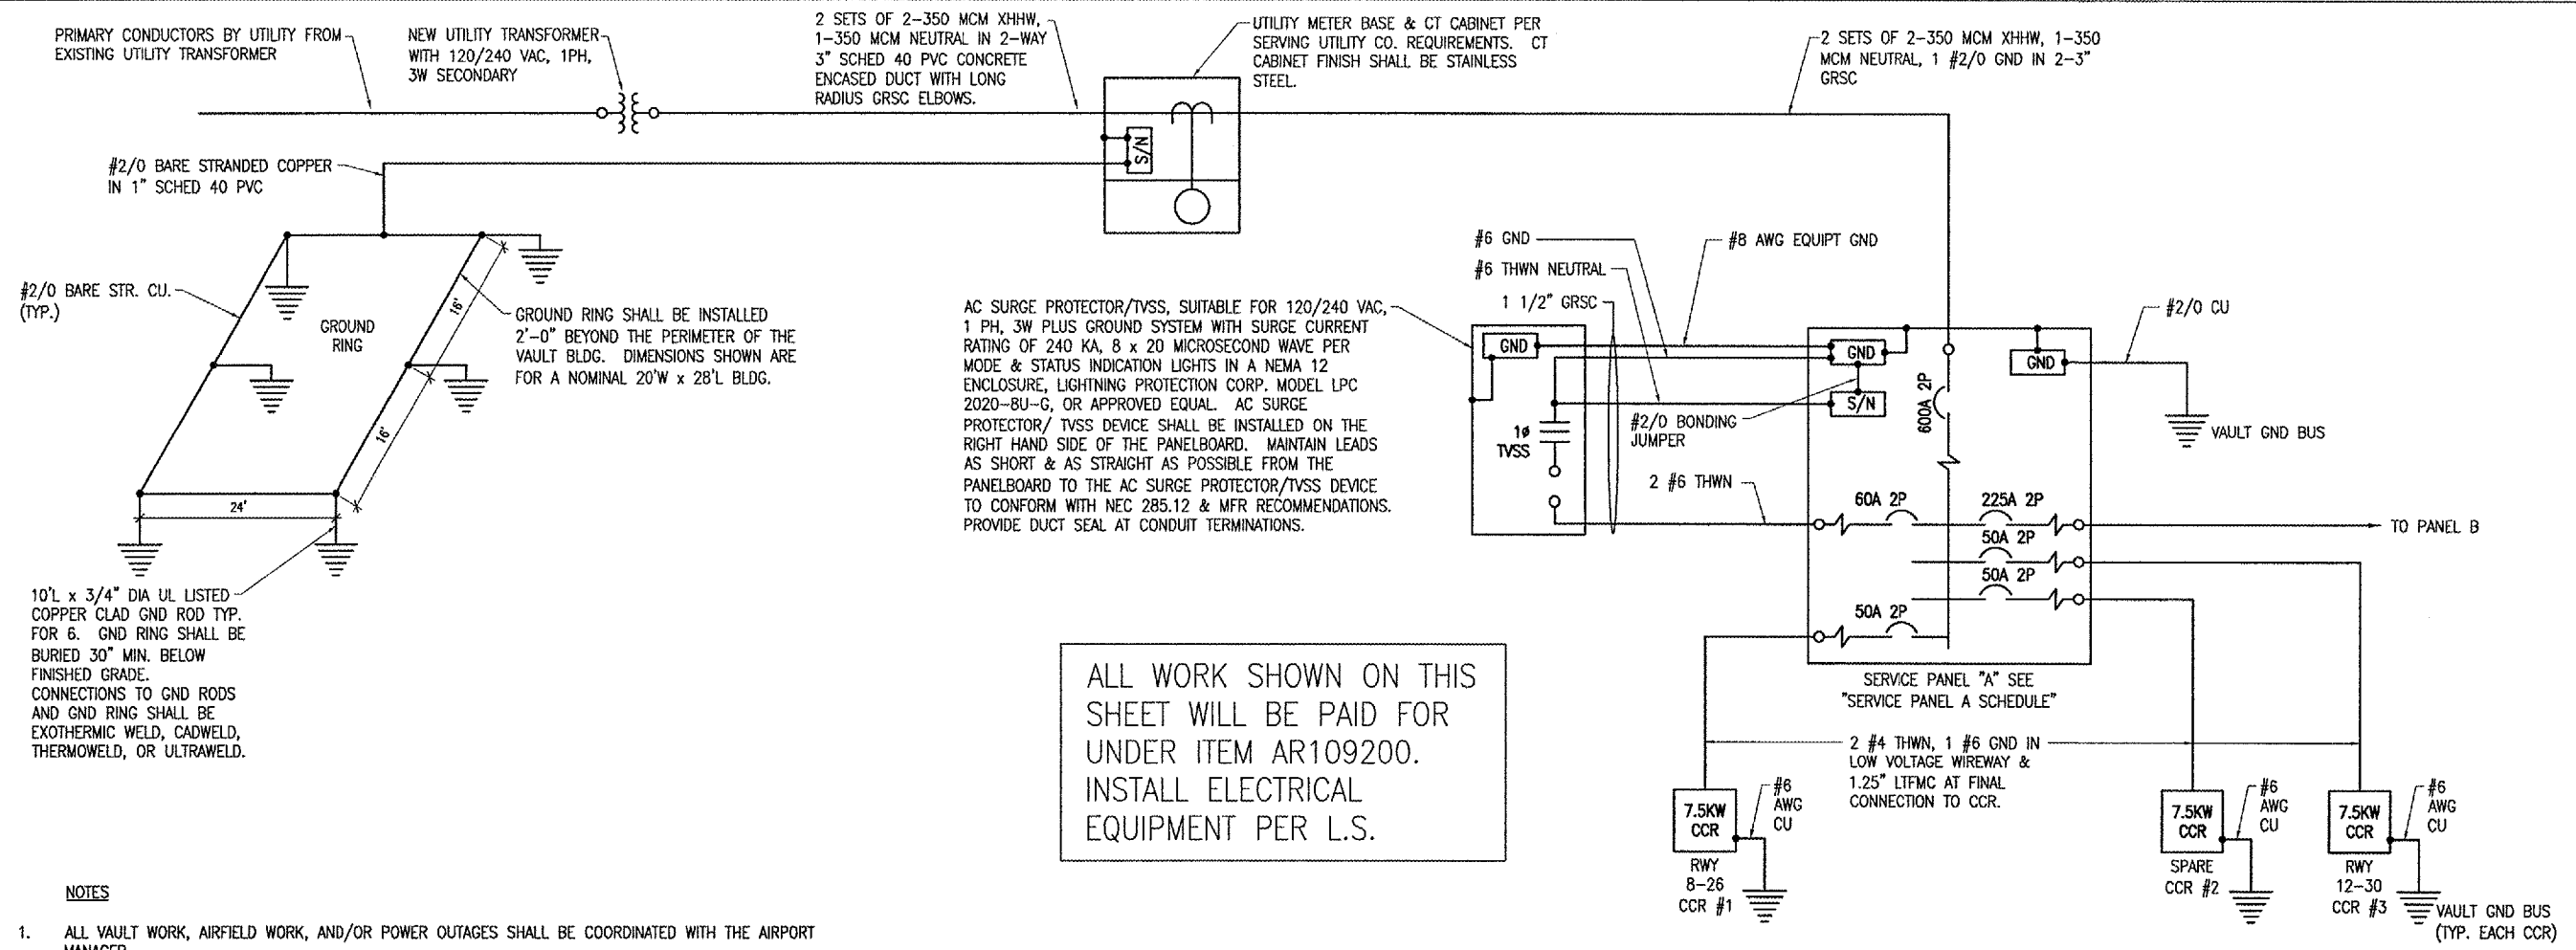 PRIMARY CONDUCTORS BY UTILITY FROM
EXISTING UTILITY TRANSFORMER
NEW UTILITY TRANSFORMER
WITH 120/240 VAC, 1PH,
3W SECONDARY
2 SETS OF 2-350 MCM XHHW,
1-350 MCM NEUTRAL IN 2-WAY
3" SCHED 40 PVC CONCRETE
ENCASED DUCT WITH LONG
RADIUS GRSC ELBOWS.
UTILITY METER BASE & CT CABINET PER
SERVING UTILITY CO. REQUIREMENTS. CT
CABINET FINISH SHALL BE STAINLESS
STEEL.
2 SETS OF 2-350 MCM XHHW, 1-350
MCM NEUTRAL, 1 #2/0 GND IN 2-3"
GRSC
S/N
#2/0 BARE STRANDED COPPER
IN 1" SCHED 40 PVC
#2/0 BARE STR. CU.
(TYP.)
GROUND
RING
16'
16'
24'
GROUND RING SHALL BE INSTALLED
2'-0" BEYOND THE PERIMETER OF THE
VAULT BLDG. DIMENSIONS SHOWN ARE
FOR A NOMINAL 20'W x 28'L BLDG.
10'L x 3/4" DIA UL LISTED
COPPER CLAD GND ROD TYP.
FOR 6. GND RING SHALL BE
BURIED 30" MIN. BELOW
FINISHED GRADE.
CONNECTIONS TO GND RODS
AND GND RING SHALL BE
EXOTHERMIC WELD, CADWELD,
THERMOWELD, OR ULTRAWELD.
AC SURGE PROTECTOR/TVSS, SUITABLE FOR 120/240 VAC,
1 PH, 3W PLUS GROUND SYSTEM WITH SURGE CURRENT
RATING OF 240 KA, 8 x 20 MICROSECOND WAVE PER
MODE & STATUS INDICATION LIGHTS IN A NEMA 12
ENCLOSURE, LIGHTNING PROTECTION CORP. MODEL LPC
2020-8U-G, OR APPROVED EQUAL. AC SURGE
PROTECTOR/ TVSS DEVICE SHALL BE INSTALLED ON THE
RIGHT HAND SIDE OF THE PANELBOARD. MAINTAIN LEADS
AS SHORT & AS STRAIGHT AS POSSIBLE FROM THE
PANELBOARD TO THE AC SURGE PROTECTOR/TVSS DEVICE
TO CONFORM WITH NEC 285.12 & MFR RECOMMENDATIONS.
PROVIDE DUCT SEAL AT CONDUIT TERMINATIONS.
#6 GND
#6 THWN NEUTRAL
1 1/2" GRSC
#8 AWG EQUIPT GND
GND
1ø
TVSS
GND
S/N
#2/0 BONDING
JUMPER
2 #6 THWN
600A 2P
GND
#2/0 CU
VAULT GND BUS
60A 2P
225A 2P
50A 2P
50A 2P
50A 2P
TO PANEL B
SERVICE PANEL "A" SEE
"SERVICE PANEL A SCHEDULE"
2 #4 THWN, 1 #6 GND IN
LOW VOLTAGE WIREWAY &
1.25" LTFMC AT FINAL
CONNECTION TO CCR.
ALL WORK SHOWN ON THIS
SHEET WILL BE PAID FOR
UNDER ITEM AR109200.
INSTALL ELECTRICAL
EQUIPMENT PER L.S.
7.5KW
CCR
#6
AWG
CU
RWY
8-26
CCR #1
7.5KW
CCR
#6
AWG
CU
SPARE
CCR #2
7.5KW
CCR
#6
AWG
CU
RWY
12-30
CCR #3
VAULT GND BUS
(TYP. EACH CCR)
NOTES
1. ALL VAULT WORK, AIRFIELD WORK, AND/OR POWER OUTAGES SHALL BE COORDINATED WITH THE AIRPORT
MANAGER